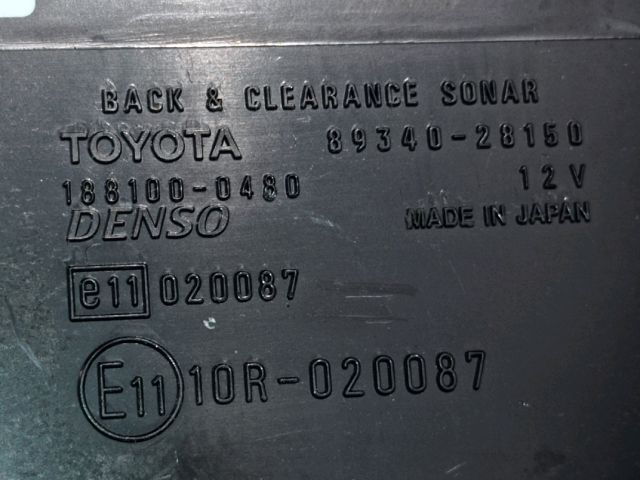 BACK & CLEARANCE SONAR
TOYOTA 89340-28150
188100-0480 12V
DENSO MADE IN JAPAN
e11 020087
E11 10R-020087